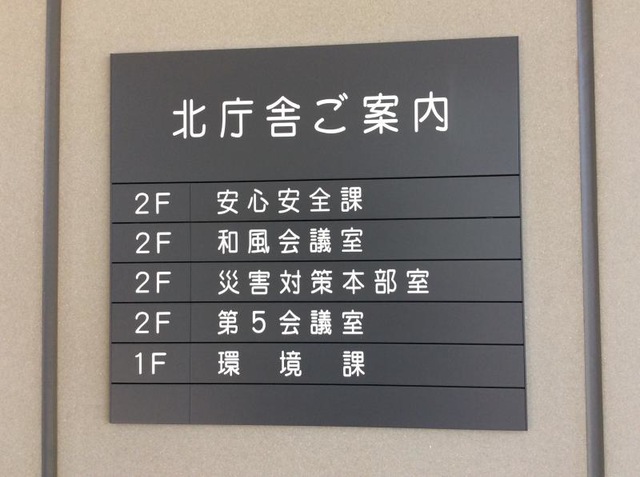 北庁舎ご案内
2F 安心安全課
2F 和風会議室
2F 災害対策本部室
2F 第5会議室
1F 環境課